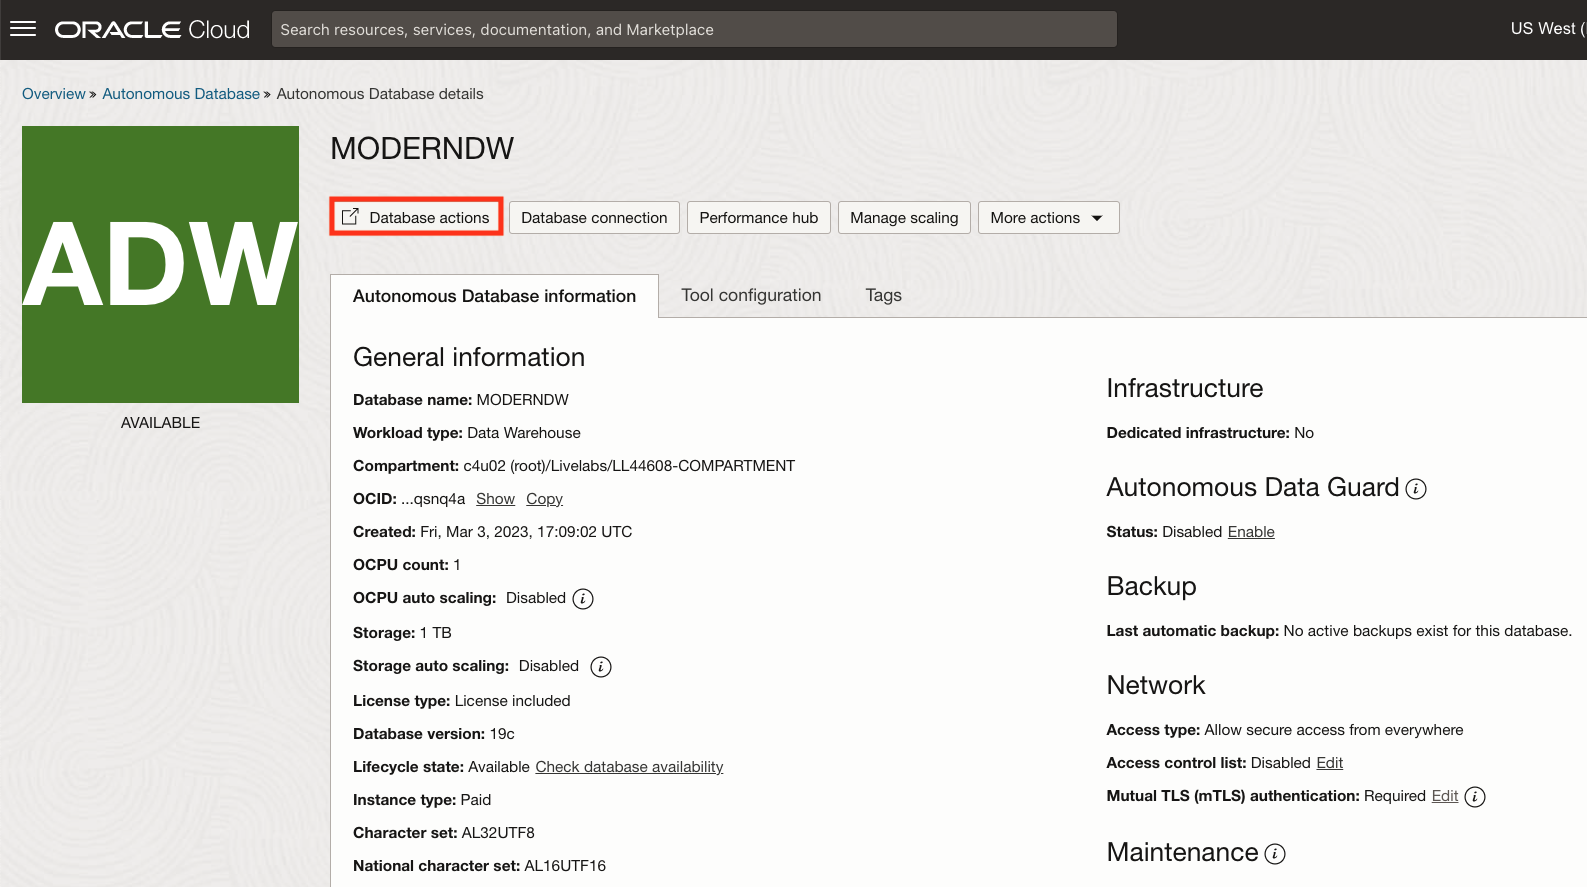 ORACLE Cloud
Search resources, services, documentation, and Marketplace
US West (
Overview » Autonomous Database » Autonomous Database details
ADW
AVAILABLE
MODERNDW
Database actions
Database connection
Performance hub
Manage scaling
More actions
Autonomous Database information
Tool configuration
Tags
General information
Database name: MODERNDW
Workload type: Data Warehouse
Compartment: c4u02 (root)/Livelabs/LL44608-COMPARTMENT
OCID: ...qsnq4a Show Copy
Created: Fri, Mar 3, 2023, 17:09:02 UTC
OCPU count: 1
OCPU auto scaling: Disabled
Storage: 1 TB
Storage auto scaling: Disabled
License type: License included
Database version: 19c
Lifecycle state: Available Check database availability
Instance type: Paid
Character set: AL32UTF8
National character set: AL16UTF16
Infrastructure
Dedicated infrastructure: No
Autonomous Data Guard
Status: Disabled Enable
Backup
Last automatic backup: No active backups exist for this database.
Network
Access type: Allow secure access from everywhere
Access control list: Disabled Edit
Mutual TLS (mTLS) authentication: Required Edit
Maintenance